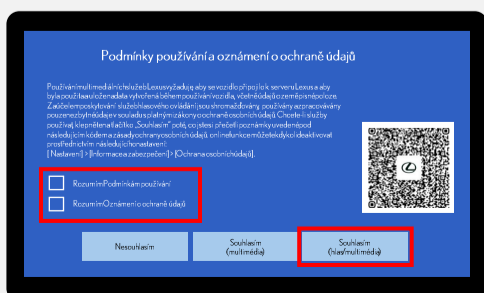 Podmínky používání a oznámení o ochraně údajů
Používání multimediálních služeb Lexus vyžaduje, aby se vozidlo připojilo k serveru Lexus a aby
byla použita a uložena data vytvořená během používání vozidla, včetně údajů o zeměpisné poloze.
Za účelem poskytování služeb hlasového ovládání jsou shromažďovány, používány a zpracovávány
pouze nezbytné údaje v souladu s platnými zákony o ochraně osobních údajů. Chcete-li služby
používat, klepněte na tlačítko „Souhlasím“ poté, co jste si přečetli poznámky uvedené pod
následujícím kódem a zásady ochrany osobních údajů. online funkce můžete kdykoli deaktivovat
prostřednictvím následujícího nastavení:
[Nastavení] > [Informace a zabezpečení] > [Ochrana osobních údajů].
Rozumím Podmínkám používání
Rozumím Oznámení o ochraně údajů
Nesouhlasím
Souhlasím
(multimédia)
Souhlasím
(hlas/multimédia)